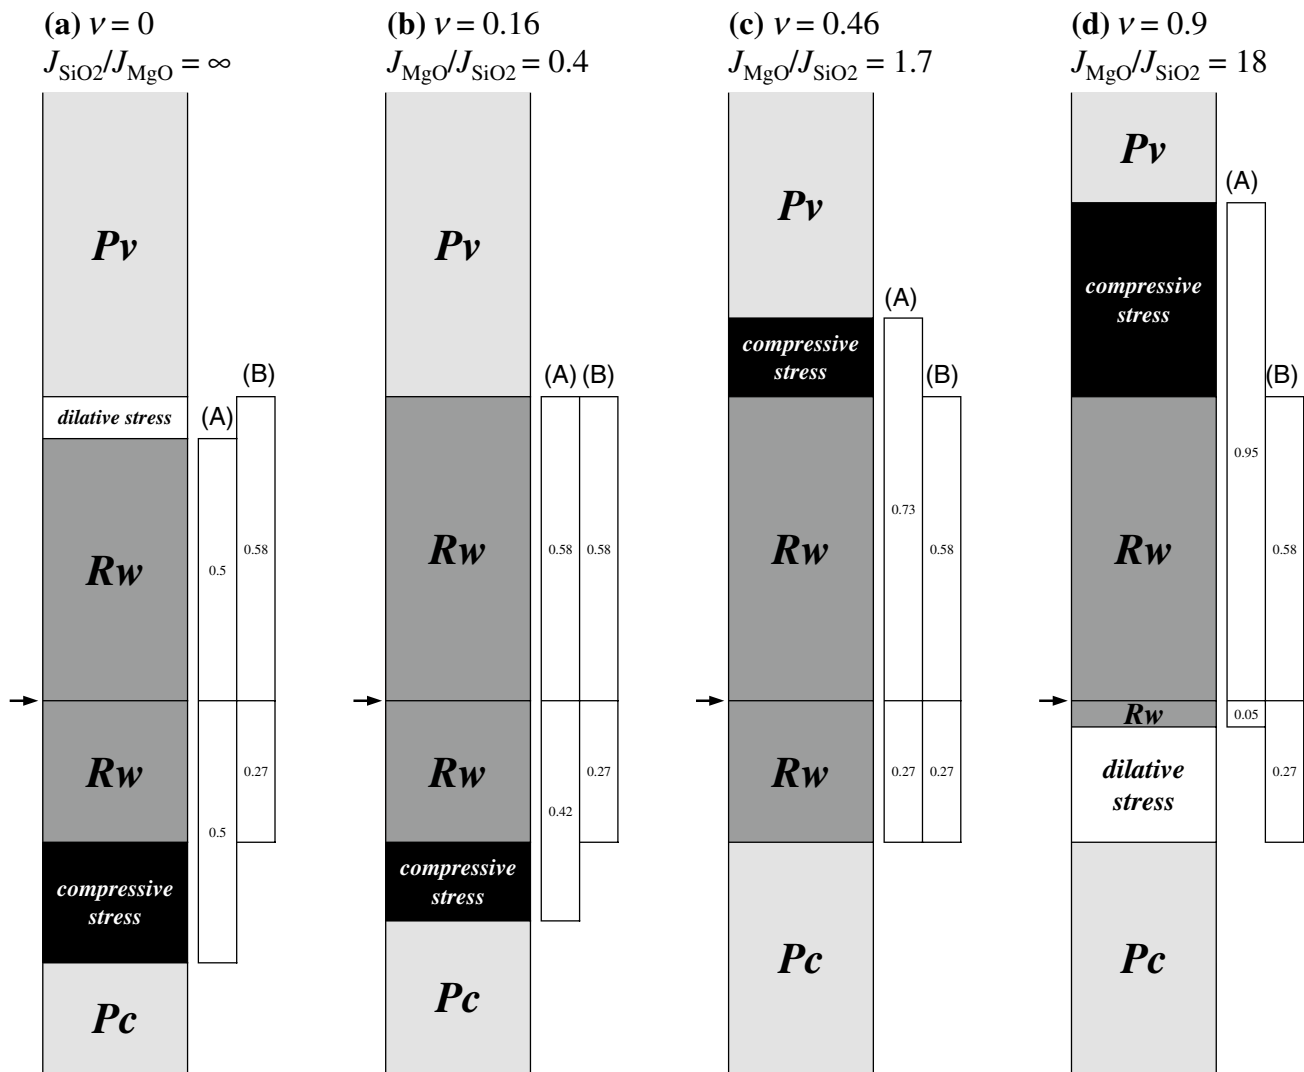 (a) ν = 0
J_SiO2/J_MgO = ∞
Pv
(B)
dilative stress
(A)
0.58
Rw
0.5
Rw
0.27
0.5
compressive
stress
Pc
(b) ν = 0.16
J_MgO/J_SiO2 = 0.4
Pv
(A) (B)
Rw
0.58 0.58
Rw
0.27
0.42
compressive
stress
Pc
(c) ν = 0.46
J_MgO/J_SiO2 = 1.7
Pv
(A)
compressive
stress
(B)
0.73
Rw
0.58
Rw
0.27 0.27
Pc
(d) ν = 0.9
J_MgO/J_SiO2 = 18
Pv
(A)
compressive
stress
(B)
0.95
Rw
0.58
Rw
0.05
dilative
stress
0.27
Pc